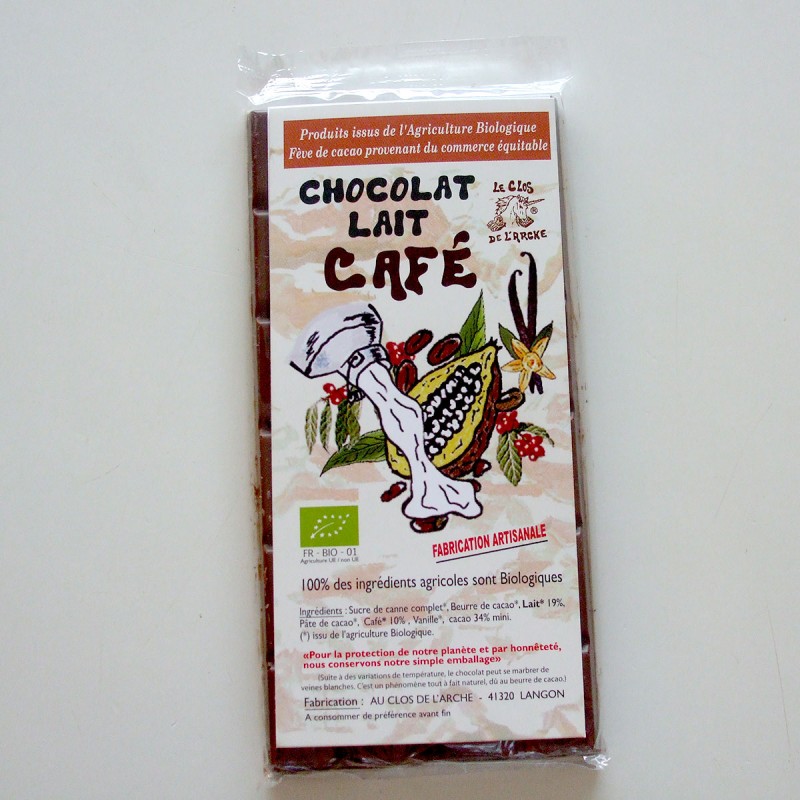 Produits issus de l'Agriculture Biologique
Fève de cacao provenant du commerce équitable
CHOCOLAT
LAIT
CAFÉ
LE CLOS
®
DE L'ARCHE
FR - BIO - 01
Agriculture UE / non UE
FABRICATION ARTISANALE
100% des ingrédients agricoles sont Biologiques
Ingrédients : Sucre de canne complet*, Beurre de cacao*, Lait* 19%,
Pâte de cacao*, Café* 10% , Vanille*, cacao 34% mini.
(*) issu de l'agriculture Biologique.
«Pour la protection de notre planète et par honnêteté,
nous conservons notre simple emballage»
(Suite à des variations de température, le chocolat peut se marbrer de
veines blanches. C'est un phénomène tout à fait naturel, dû au beurre de cacao.)
Fabrication : AU CLOS DE L'ARCHE - 41320 LANGON
A consommer de préférence avant fin